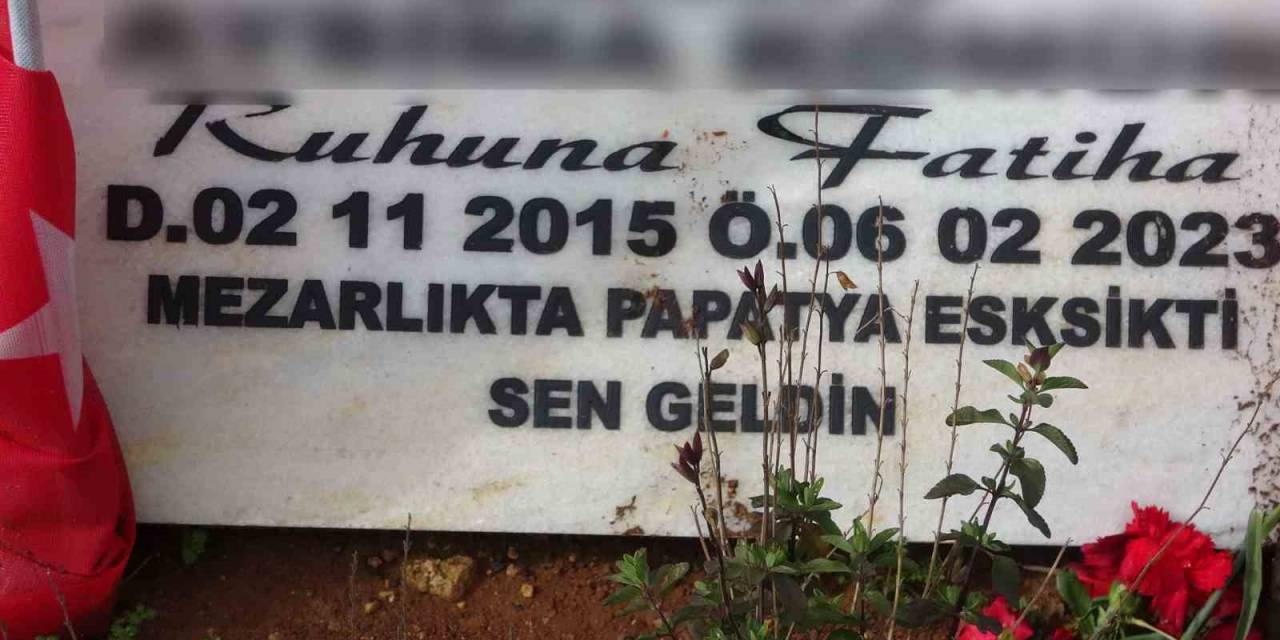 Ruhuna Fatiha
D.02 11 2015 Ö.06 02 2023
MEZARLIKTA PAPATYA ESKSİKTİ
SEN GELDİN